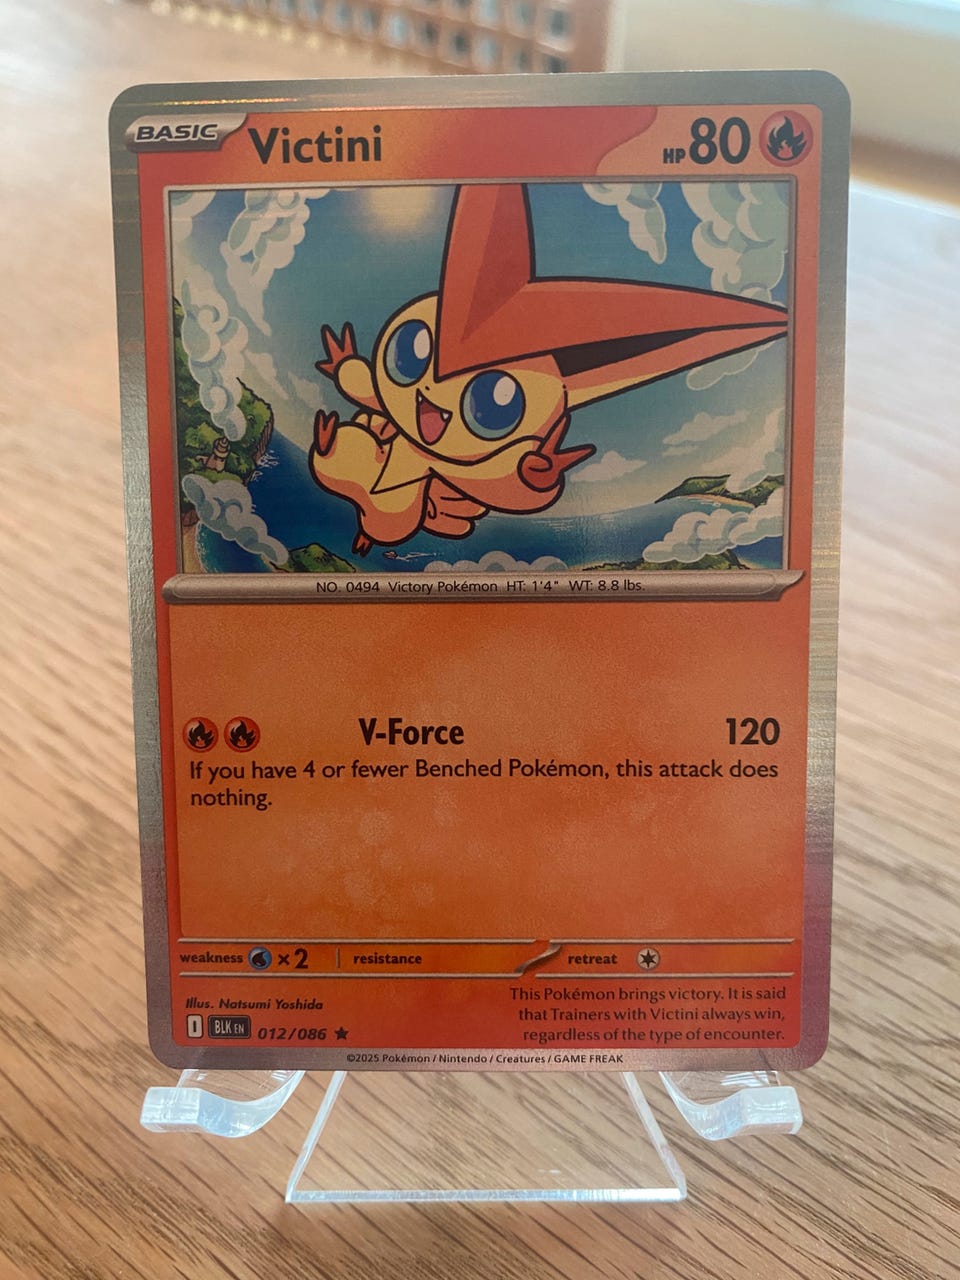 BASIC Victini HP 80
NO. 0494 Victory Pokémon HT: 1'4" WT: 8.8 lbs.
V-Force 120
If you have 4 or fewer Benched Pokémon, this attack does
nothing.
weakness ×2 resistance retreat
Illus. Natsumi Yoshida
This Pokémon brings victory. It is said
that Trainers with Victini always win,
regardless of the type of encounter.
I BLK EN 012/086 ★
©2025 Pokémon / Nintendo / Creatures / GAME FREAK